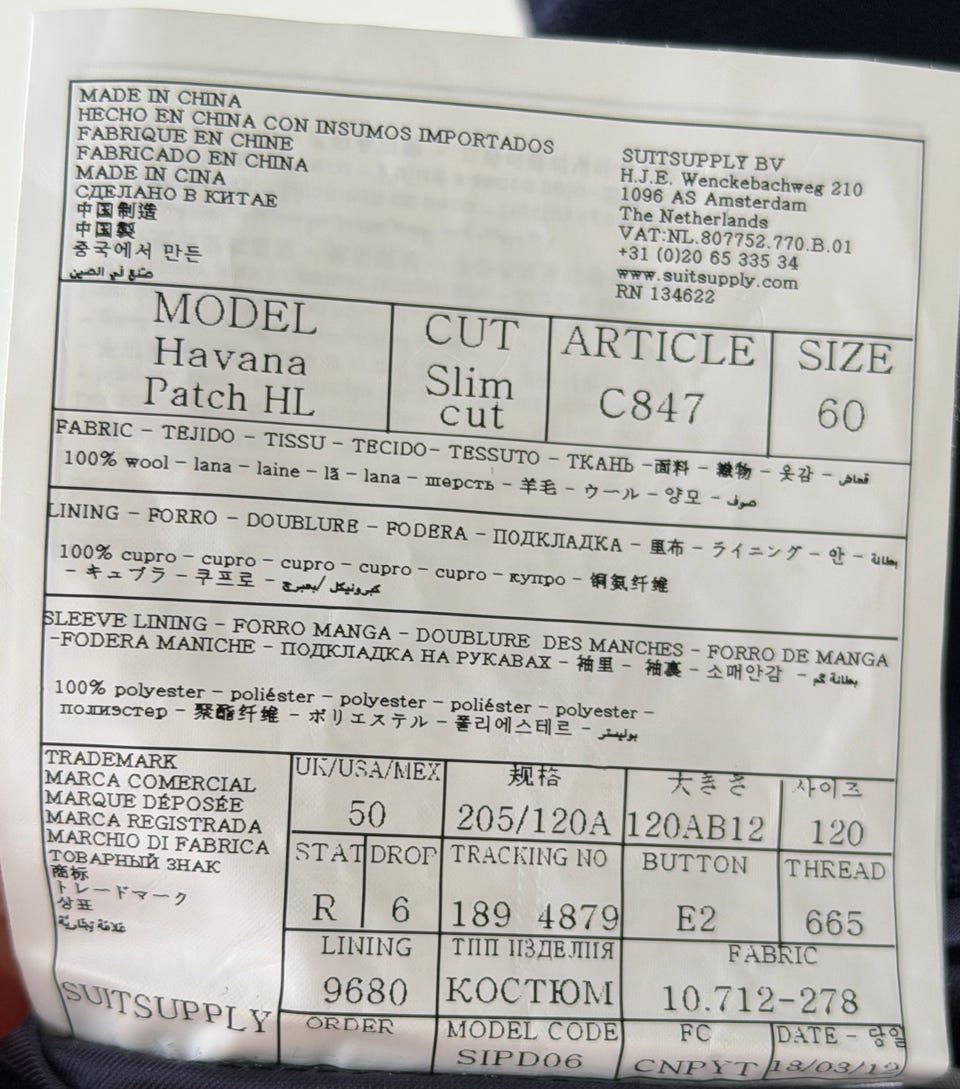 MADE IN CHINA
HECHO EN CHINA CON INSUMOS IMPORTADOS
FABRIQUE EN CHINE
FABRICADO EN CHINA
MADE IN CINA
СДЕЛАНО В КИТАЕ
中国制造
中国製
중국에서 만든
صنع في الصين
SUITSUPPLY BV
H.J.E. Wenckebachweg 210
1096 AS Amsterdam
The Netherlands
VAT:NL.807752.770.B.01
+31 (0)20 65 335 34
www.suitsupply.com
RN 134622
MODEL
Havana
Patch HL
CUT
Slim
cut
ARTICLE
C847
SIZE
60
FABRIC – TEJIDO – TISSU – TECIDO– TESSUTO – ТКАНЬ –面料 – 織物 – 옷감 – قماش
100% wool – lana – laine – lã – lana – шерсть – 羊毛 – ウール – 양모 – صوف
LINING – FORRO – DOUBLURE – FODERA – ПОДКЛАДКА – 里布 – ライニング – 안 – بطانة
100% cupro – cupro – cupro – cupro – cupro – купро – 铜氨纤维
– キュプラ – 쿠프로 –
SLEEVE LINING – FORRO MANGA – DOUBLURE DES MANCHES – FORRO DE MANGA
–FODERA MANICHE – ПОДКЛАДКА НА РУКАВАХ – 袖里 – 袖裏 – 소매안감 – بطانة كم
100% polyester – poliéster – polyester – poliéster – polyester –
полиэстер – 聚酯纤维 – ポリエステル – 폴리에스테르 – بوليستر
TRADEMARK
MARCA COMERCIAL
MARQUE DÉPOSÉE
MARCA REGISTRADA
MARCHIO DI FABRICA
ТОВАРНЫЙ ЗНАК
商标
トレードマーク
상표
علامة تجارية
SUITSUPPLY
UK/USA/MEX
50
规格
205/120A
大きさ
120AB12
사이즈
120
STAT
R
DROP
6
TRACKING NO
189 4879
BUTTON
E2
THREAD
665
LINING
9680
ТИП ИЗДЕЛИЯ
КОСТЮМ
FABRIC
10.712-278
ORDER
MODEL CODE
SIPD06
FC
CNPYT
DATE –